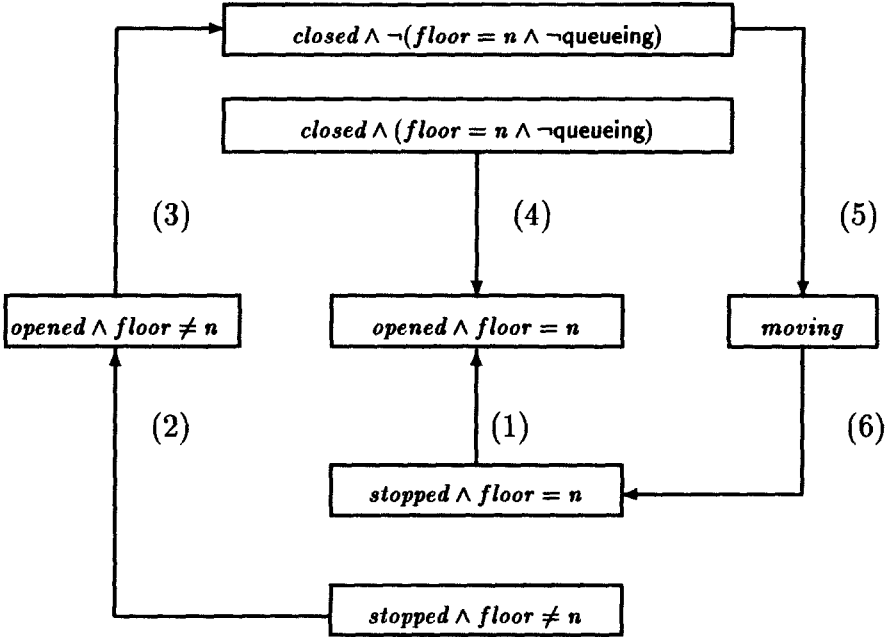 closed ∧ ¬(floor = n ∧ ¬queueing)
closed ∧ (floor = n ∧ ¬queueing)
(3)
(4)
(5)
opened ∧ floor ≠ n
opened ∧ floor = n
moving
(2)
(1)
(6)
stopped ∧ floor = n
stopped ∧ floor ≠ n